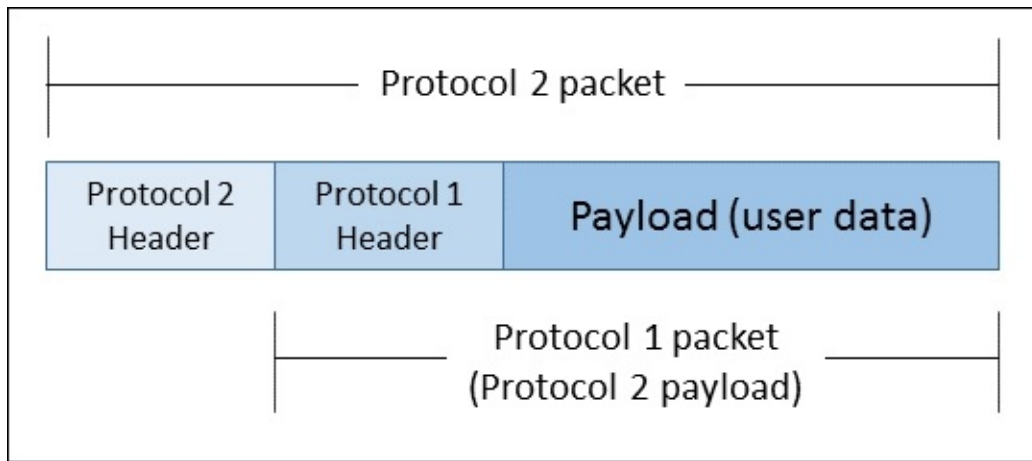 Protocol 2 packet
Protocol 2
Header
Protocol 1
Header
Payload (user data)
Protocol 1 packet
(Protocol 2 payload)